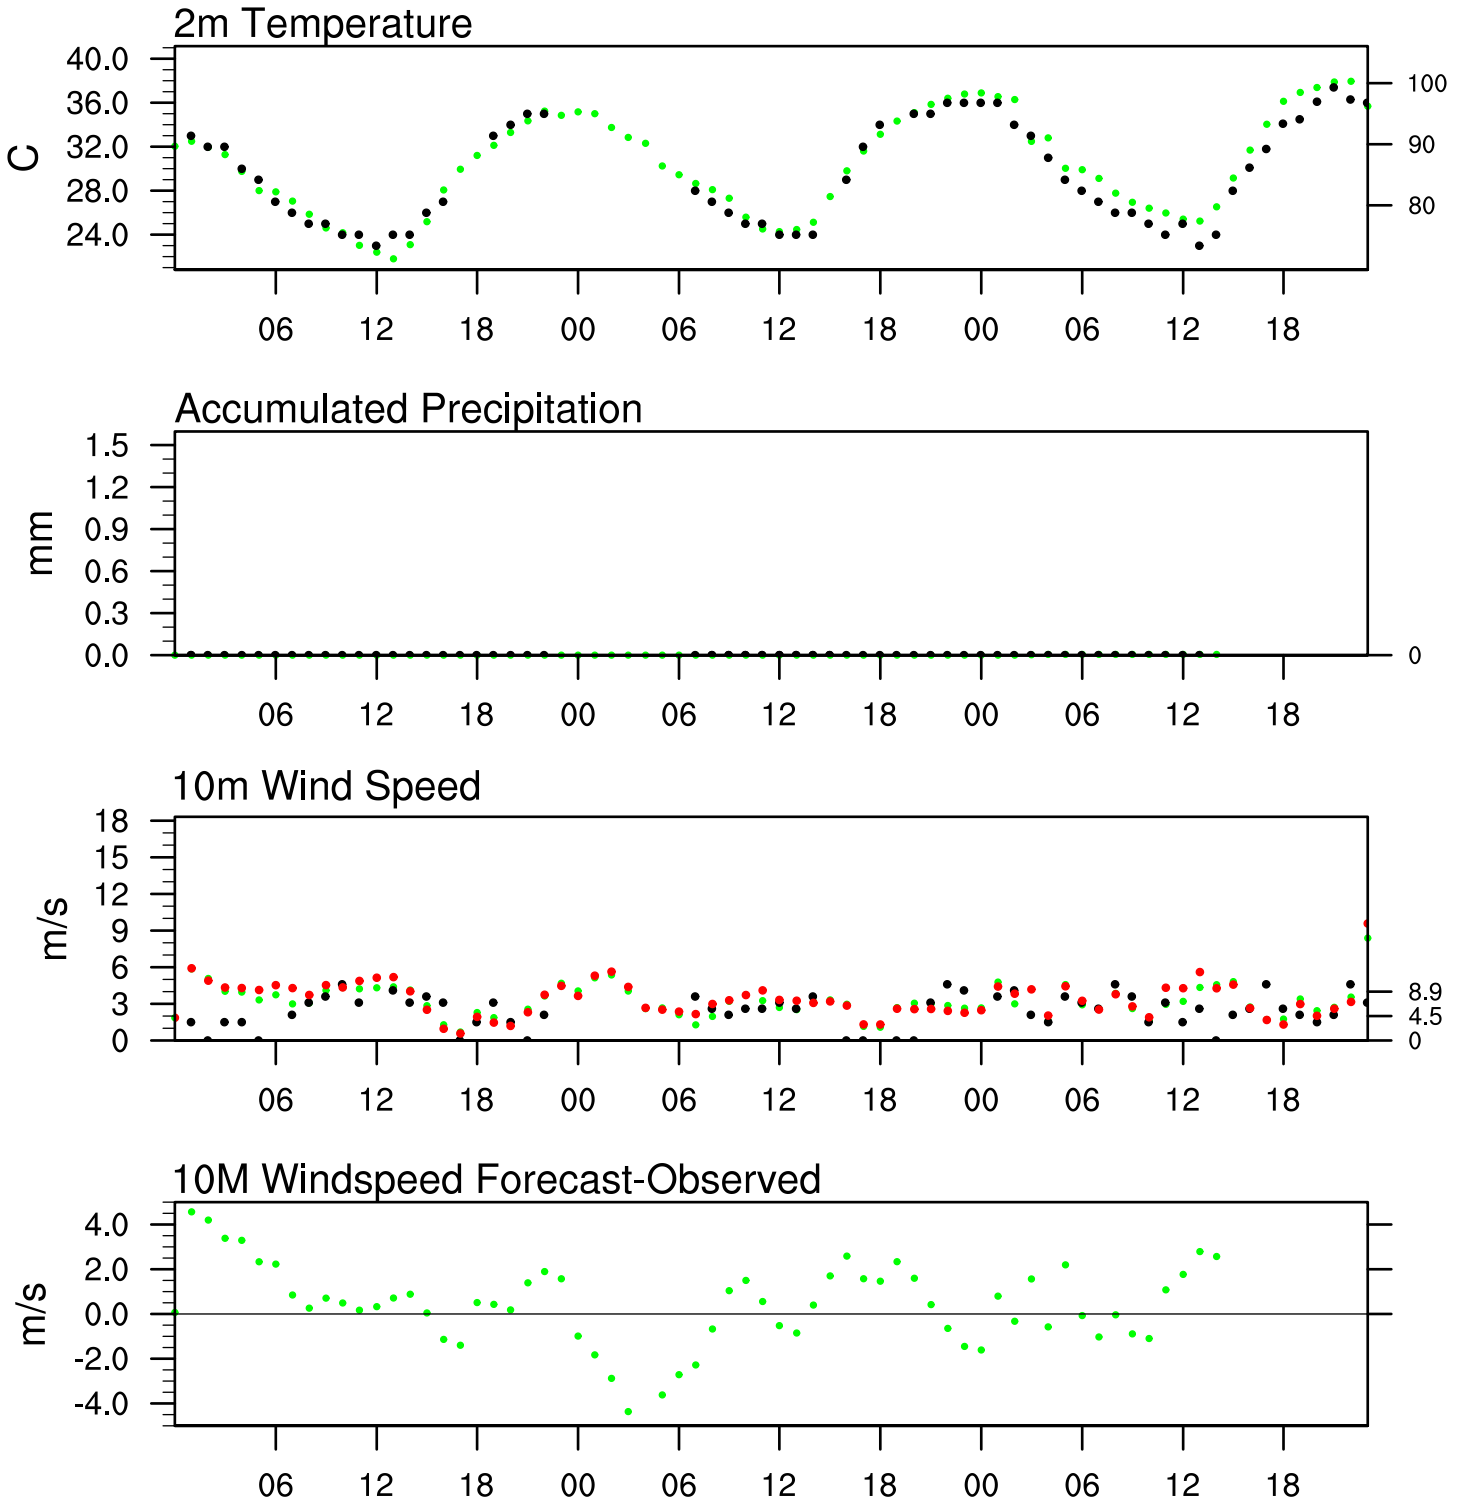 2m Temperature
40.0
36.0
32.0
28.0
24.0
C
100
90
80
06 12 18 00 06 12 18 00 06 12 18
Accumulated Precipitation
1.5
1.2
0.9
0.6
0.3
0.0
mm
0
06 12 18 00 06 12 18 00 06 12 18
10m Wind Speed
18
15
12
9
6
3
0
m/s
8.9
4.5
0
06 12 18 00 06 12 18 00 06 12 18
10M Windspeed Forecast-Observed
4.0
2.0
0.0
-2.0
-4.0
m/s
06 12 18 00 06 12 18 00 06 12 18